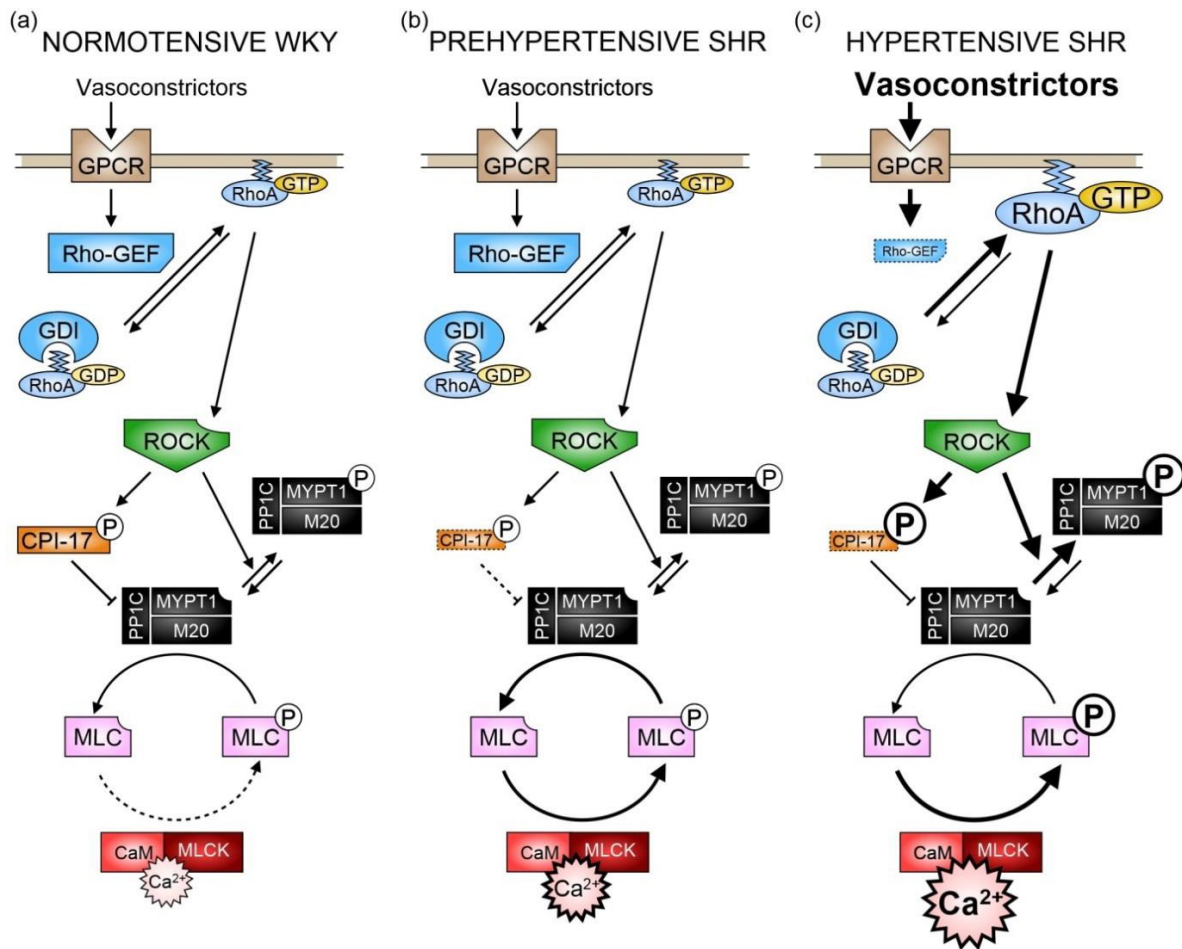 (a)
NORMOTENSIVE WKY
Vasoconstrictors
GPCR
RhoA
GTP
Rho-GEF
GDI
RhoA
GDP
ROCK
P
PP1C
MYPT1
M20
P
CPI-17
PP1C
MYPT1
M20
MLC
MLC
P
CaM
MLCK
Ca²⁺
(b)
PREHYPERTENSIVE SHR
Vasoconstrictors
GPCR
RhoA
GTP
Rho-GEF
GDI
RhoA
GDP
ROCK
P
PP1C
MYPT1
M20
P
CPI-17
PP1C
MYPT1
M20
MLC
MLC
P
CaM
MLCK
Ca²⁺
(c)
HYPERTENSIVE SHR
Vasoconstrictors
GPCR
RhoA
GTP
Rho-GEF
GDI
RhoA
GDP
ROCK
P
PP1C
MYPT1
M20
P
CPI-17
PP1C
MYPT1
M20
MLC
MLC
P
CaM
MLCK
Ca²⁺